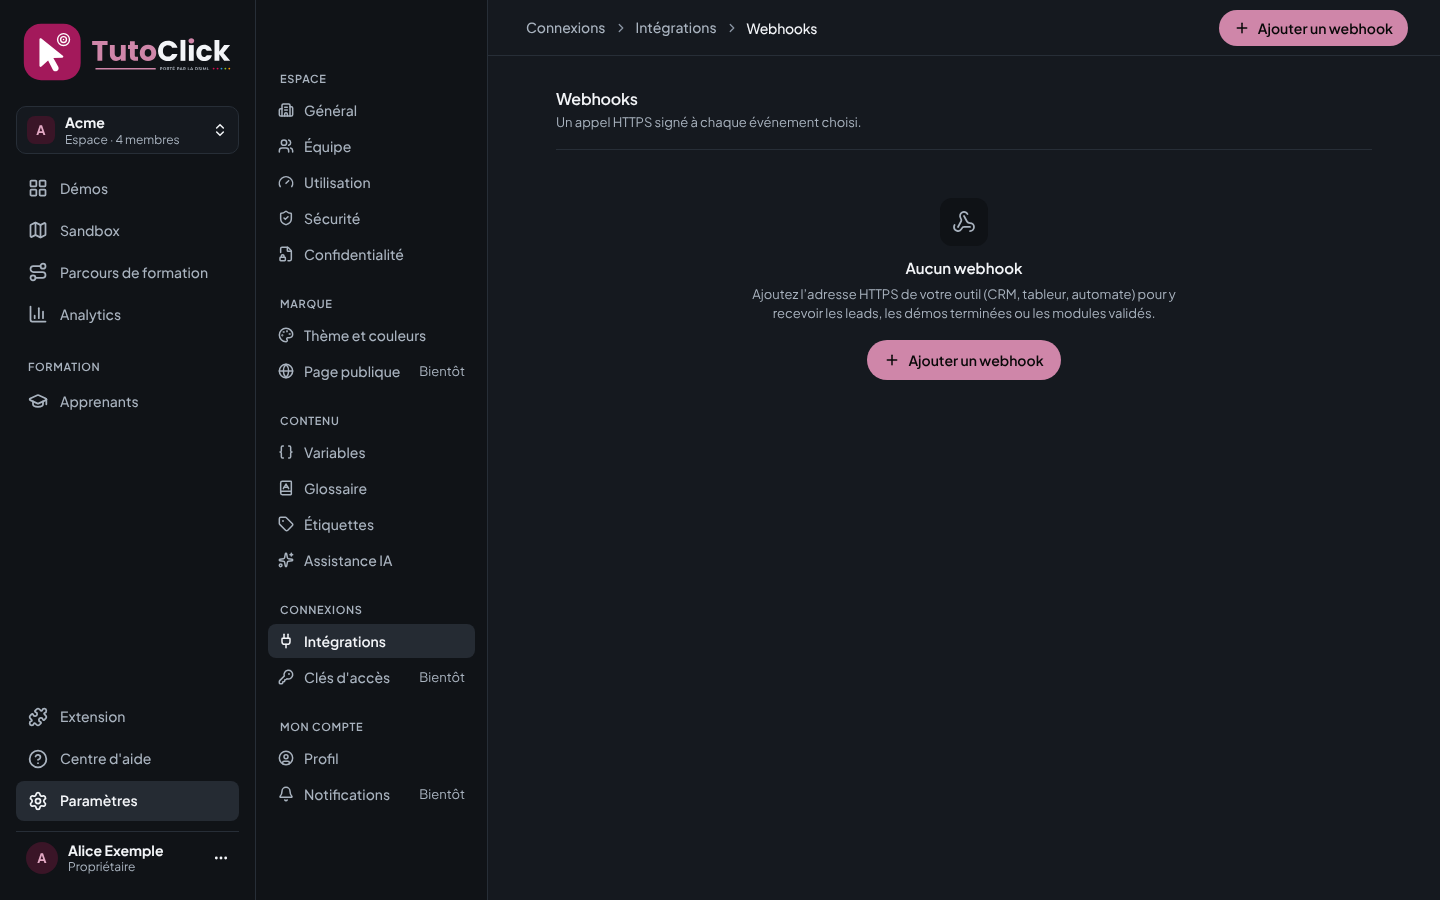 TutoClick
PORTÉ PAR LA DSIML
A
Acme
Espace · 4 membres
Démos
Sandbox
Parcours de formation
Analytics
FORMATION
Apprenants
Extension
Centre d'aide
Paramètres
A
Alice Exemple
Propriétaire
ESPACE
Général
Équipe
Utilisation
Sécurité
Confidentialité
MARQUE
Thème et couleurs
Page publique Bientôt
CONTENU
Variables
Glossaire
Étiquettes
Assistance IA
CONNEXIONS
Intégrations
Clés d'accès Bientôt
MON COMPTE
Profil
Notifications Bientôt
Connexions > Intégrations > Webhooks
Ajouter un webhook
Webhooks
Un appel HTTPS signé à chaque événement choisi.
Aucun webhook
Ajoutez l'adresse HTTPS de votre outil (CRM, tableur, automate) pour y
recevoir les leads, les démos terminées ou les modules validés.
Ajouter un webhook